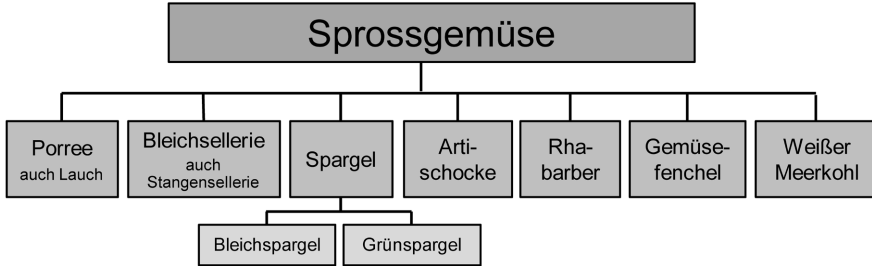 Sprossgemüse
Porree
auch Lauch
Bleichsellerie
auch
Stangensellerie
Spargel
Arti-
schocke
Rha-
barber
Gemüse-
fenchel
Weißer
Meerkohl
Bleichspargel
Grünspargel